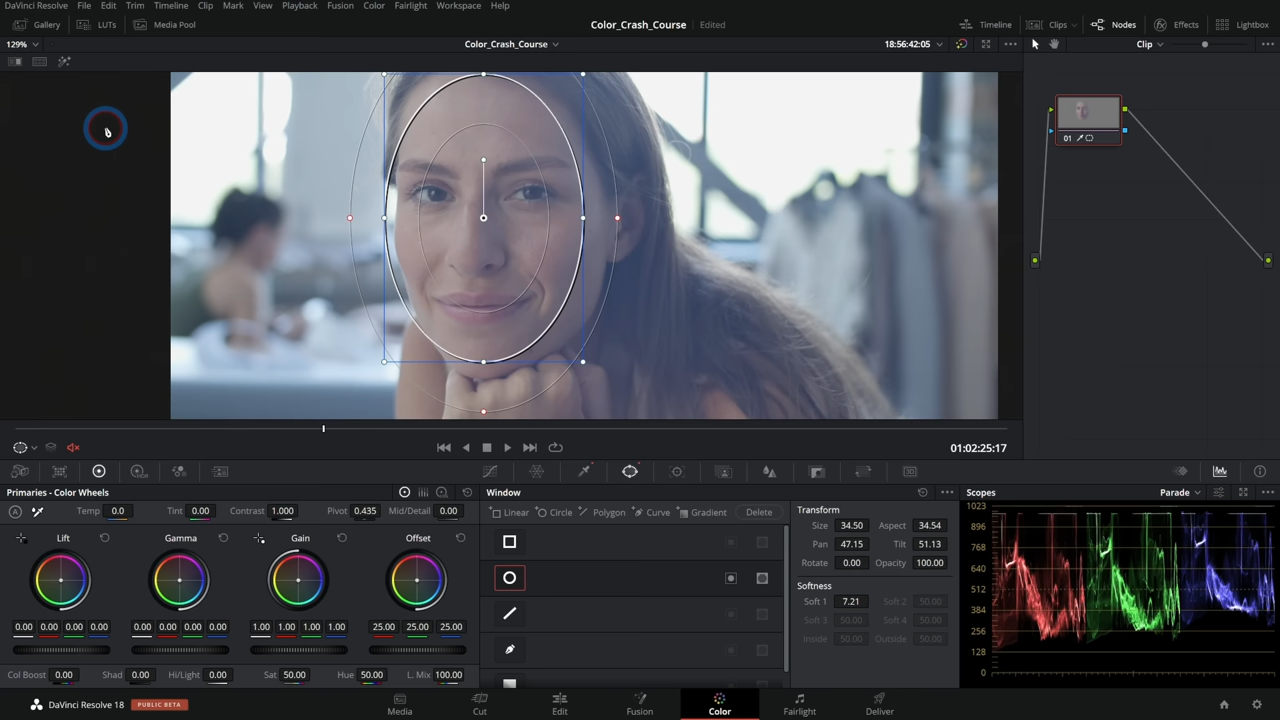 DaVinci Resolve File Edit Trim Timeline Clip Mark View Playback Fusion Color Fairlight Workspace Help
Gallery LUTs Media Pool Color_Crash_Course Edited Timeline Clips Nodes Effects Lightbox
129% Color_Crash_Course 18:56:42:05 Clip
01
01:02:25:17
Primaries - Color Wheels Window Scopes Parade
Temp 0.0 Tint 0.00 Contrast 1.000 Pivot 0.435 Mid/Detail 0.00
Linear Circle Polygon Curve Gradient Delete
Lift Gamma Gain Offset
0.00 0.00 0.00 0.00 0.00 0.00 0.00 0.00 1.00 1.00 1.00 1.00 25.00 25.00 25.00
Col Boost 0.00 Shad 0.00 Hi/Light 0.00 Sat 50.00 Hue 50.00 L. Mix 100.00
Transform
Size 34.50 Aspect 34.54
Pan 47.15 Tilt 51.13
Rotate 0.00 Opacity 100.00
Softness
Soft 1 7.21 Soft 2 50.00
Soft 3 50.00 Soft 4 50.00
Inside 50.00 Outside 50.00
1023
896
768
640
512
384
256
128
0
DaVinci Resolve 18 PUBLIC BETA Media Cut Edit Fusion Color Fairlight Deliver